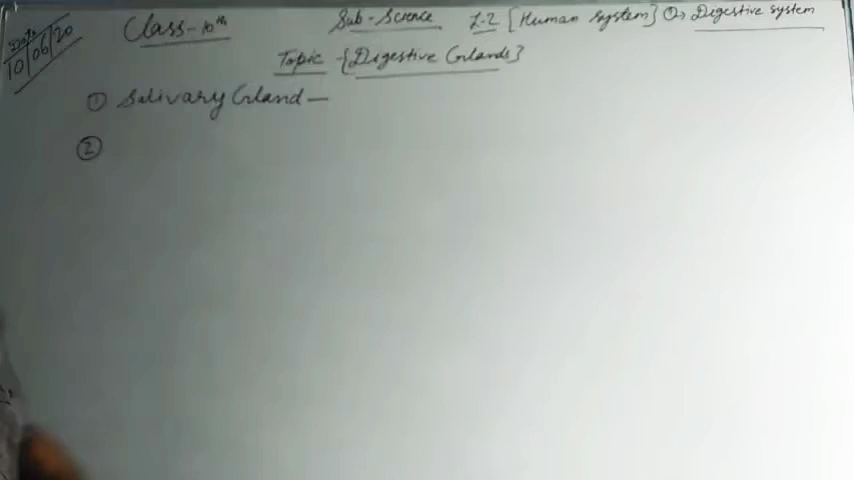 Date 10/06/20
Class-10th Sub-Science L-2 [Human System] ①→ Digestive system
Topic -{Digestive Glands}
① Salivary Gland —
②